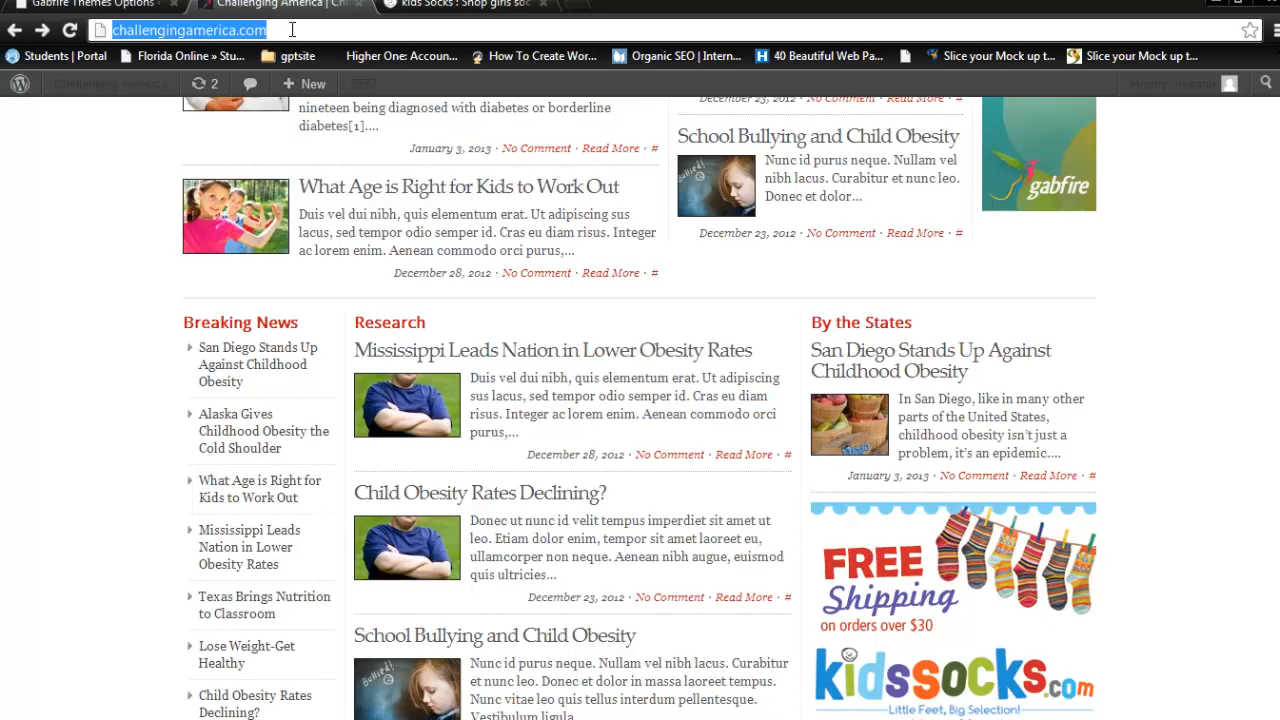 Gabfire Themes Options
Challenging America | Ch
kids Socks : Shop girls soc
challengingamerica.com
Students | Portal
Florida Online » Stu...
gptsite
Higher One: Accoun...
How To Create Wor...
Organic SEO | Intern...
40 Beautiful Web Pa...
Slice your Mock up t...
Slice your Mock up t...
2
New
nineteen being diagnosed with diabetes or borderline
diabetes[1]....
January 3, 2013 · No Comment · Read More · #
What Age is Right for Kids to Work Out
Duis vel dui nibh, quis elementum erat. Ut adipiscing sus
lacus, sed tempor odio semper id. Cras eu diam risus. Integer
ac lorem enim. Aenean commodo orci purus,...
December 28, 2012 · No Comment · Read More · #
December 23, 2012 · No Comment · Read More · #
School Bullying and Child Obesity
Nunc id purus neque. Nullam vel
nibh lacus. Curabitur et nunc leo.
Donec et dolor...
December 23, 2012 · No Comment · Read More · #
gabfire
Breaking News
San Diego Stands Up
Against Childhood
Obesity
Alaska Gives
Childhood Obesity the
Cold Shoulder
What Age is Right for
Kids to Work Out
Mississippi Leads
Nation in Lower
Obesity Rates
Texas Brings Nutrition
to Classroom
Lose Weight-Get
Healthy
Child Obesity Rates
Declining?
Research
Mississippi Leads Nation in Lower Obesity Rates
Duis vel dui nibh, quis elementum erat. Ut adipiscing
sus lacus, sed tempor odio semper id. Cras eu diam
risus. Integer ac lorem enim. Aenean commodo orci
purus,...
December 28, 2012 · No Comment · Read More · #
Child Obesity Rates Declining?
Donec ut nunc id velit tempus imperdiet sit amet ut
leo. Etiam dolor enim, tempor sit amet laoreet eu,
ullamcorper non neque. Aenean nibh augue, euismod
quis ultricies...
December 23, 2012 · No Comment · Read More · #
School Bullying and Child Obesity
Nunc id purus neque. Nullam vel nibh lacus. Curabitur
et nunc leo. Donec et dolor in massa laoreet tempus.
Nunc vitae leo quis tellus interdum pellentesque.
Vestibulum ligula
By the States
San Diego Stands Up Against
Childhood Obesity
In San Diego, like in many other
parts of the United States,
childhood obesity isn't just a
problem, it's an epidemic....
January 3, 2013 · No Comment · Read More · #
FREE
Shipping
on orders over $30
kidssocks.com
Little Feet, Big Selection!